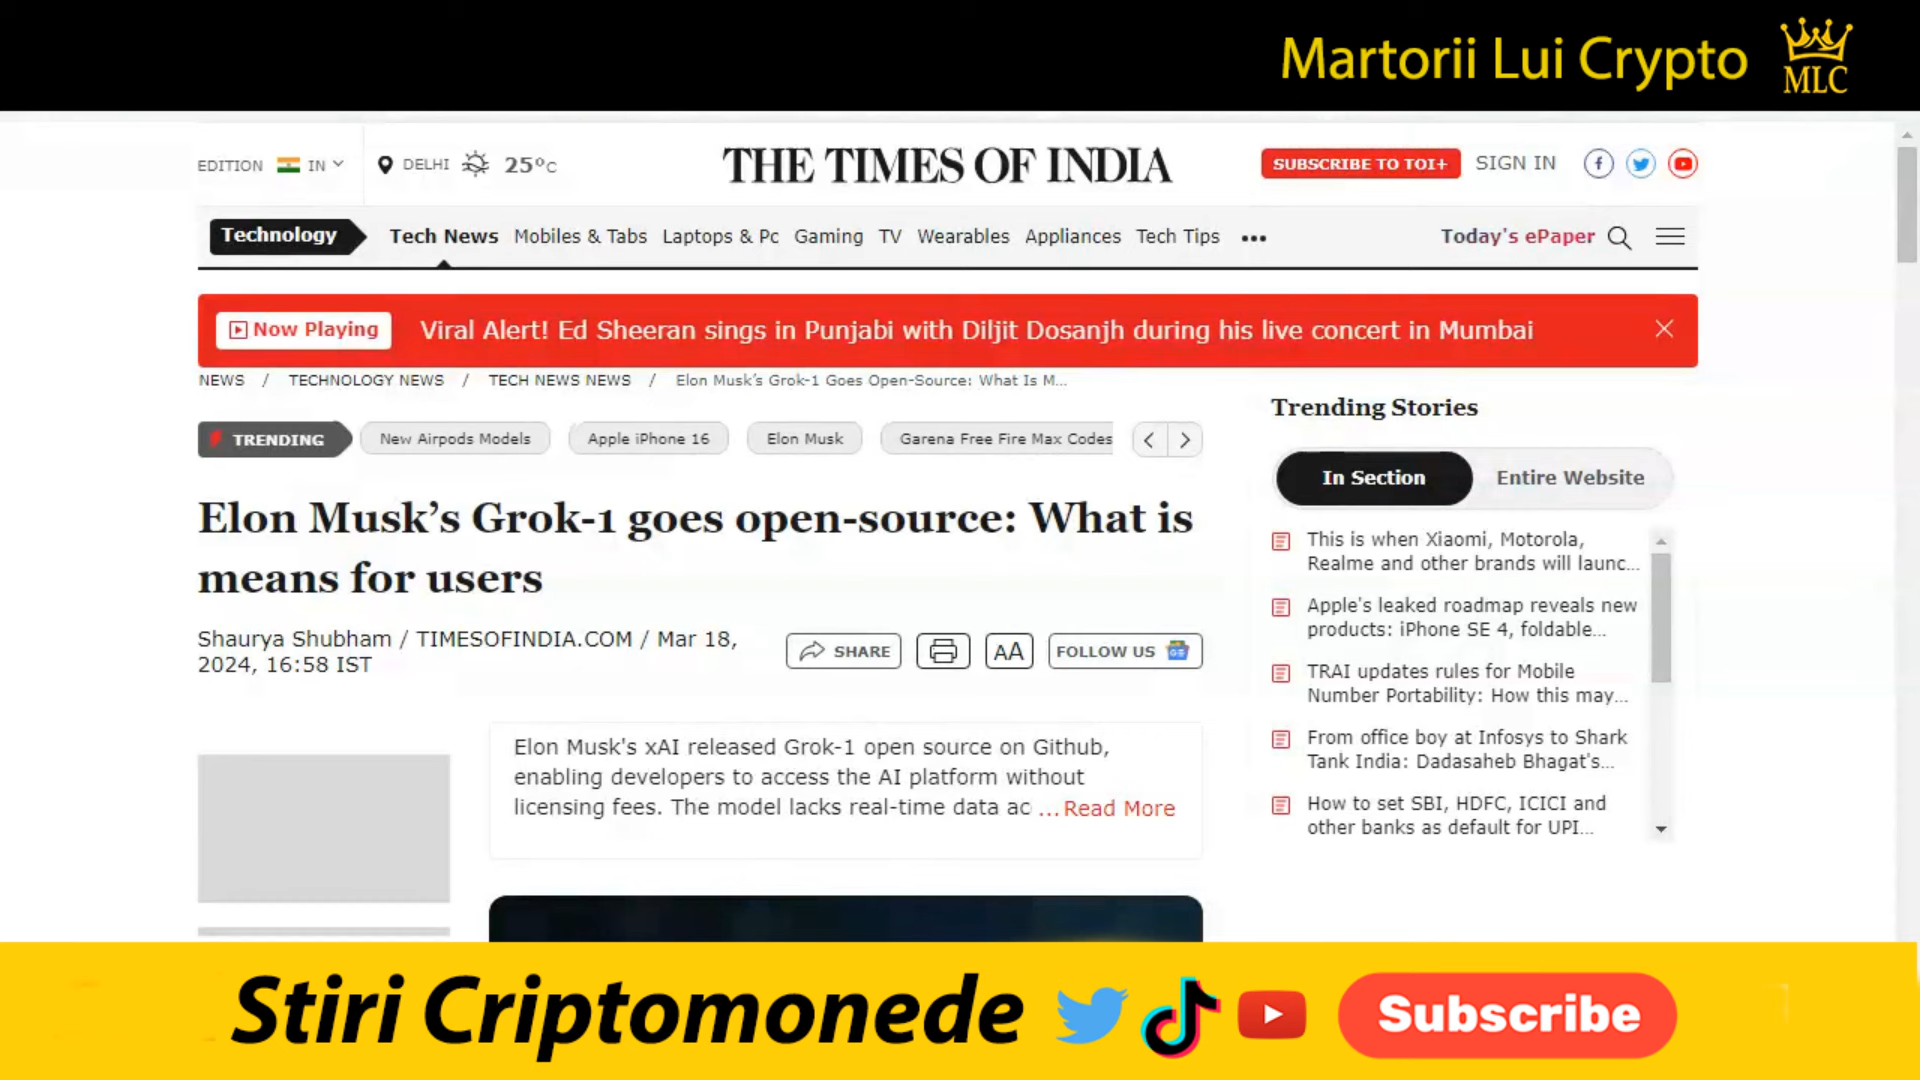 Martorii Lui Crypto
MLC
EDITION IN
DELHI 25°C
THE TIMES OF INDIA
SUBSCRIBE TO TOI+
SIGN IN
Technology
Tech News
Mobiles & Tabs
Laptops & Pc
Gaming
TV
Wearables
Appliances
Tech Tips
Today's ePaper
Now Playing
Viral Alert! Ed Sheeran sings in Punjabi with Diljit Dosanjh during his live concert in Mumbai
NEWS / TECHNOLOGY NEWS / TECH NEWS NEWS / Elon Musk's Grok-1 Goes Open-Source: What Is M...
TRENDING
New Airpods Models
Apple iPhone 16
Elon Musk
Garena Free Fire Max Codes
Elon Musk’s Grok-1 goes open-source: What is
means for users
Shaurya Shubham / TIMESOFINDIA.COM / Mar 18,
2024, 16:58 IST
SHARE
AA
FOLLOW US
Elon Musk's xAI released Grok-1 open source on Github,
enabling developers to access the AI platform without
licensing fees. The model lacks real-time data ac ... Read More
Trending Stories
In Section
Entire Website
This is when Xiaomi, Motorola,
Realme and other brands will launc...
Apple's leaked roadmap reveals new
products: iPhone SE 4, foldable...
TRAI updates rules for Mobile
Number Portability: How this may...
From office boy at Infosys to Shark
Tank India: Dadasaheb Bhagat's...
How to set SBI, HDFC, ICICI and
other banks as default for UPI...
Stiri Criptomonede
Subscribe